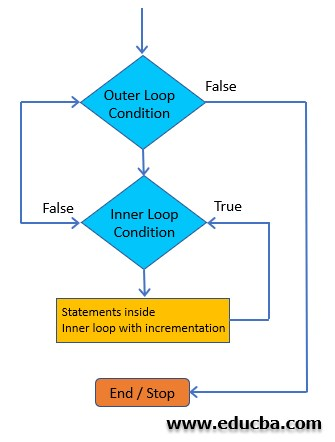 Outer Loop
Condition
False
Inner Loop
Condition
False
True
Statements inside
Inner loop with incrementation
End / Stop
www.educba.com